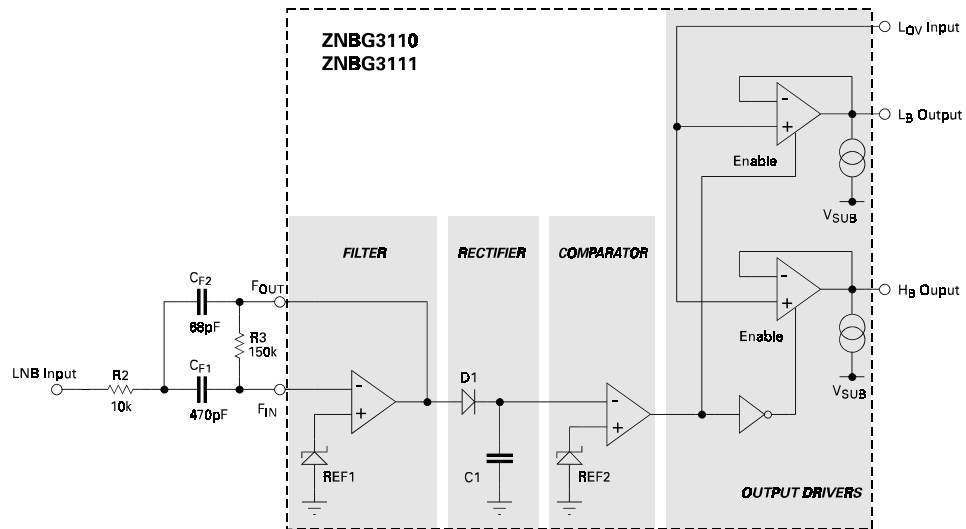 ZNBG3110
ZNBG3111
LOV Input
LB Output
Enable
VSUB
FILTER
RECTIFIER
COMPARATOR
CF2
68pF
FOUT
R3
150k
HB Ouput
Enable
LNB Input
R2
10k
CF1
470pF
FIN
D1
VSUB
REF1
C1
REF2
OUTPUT DRIVERS